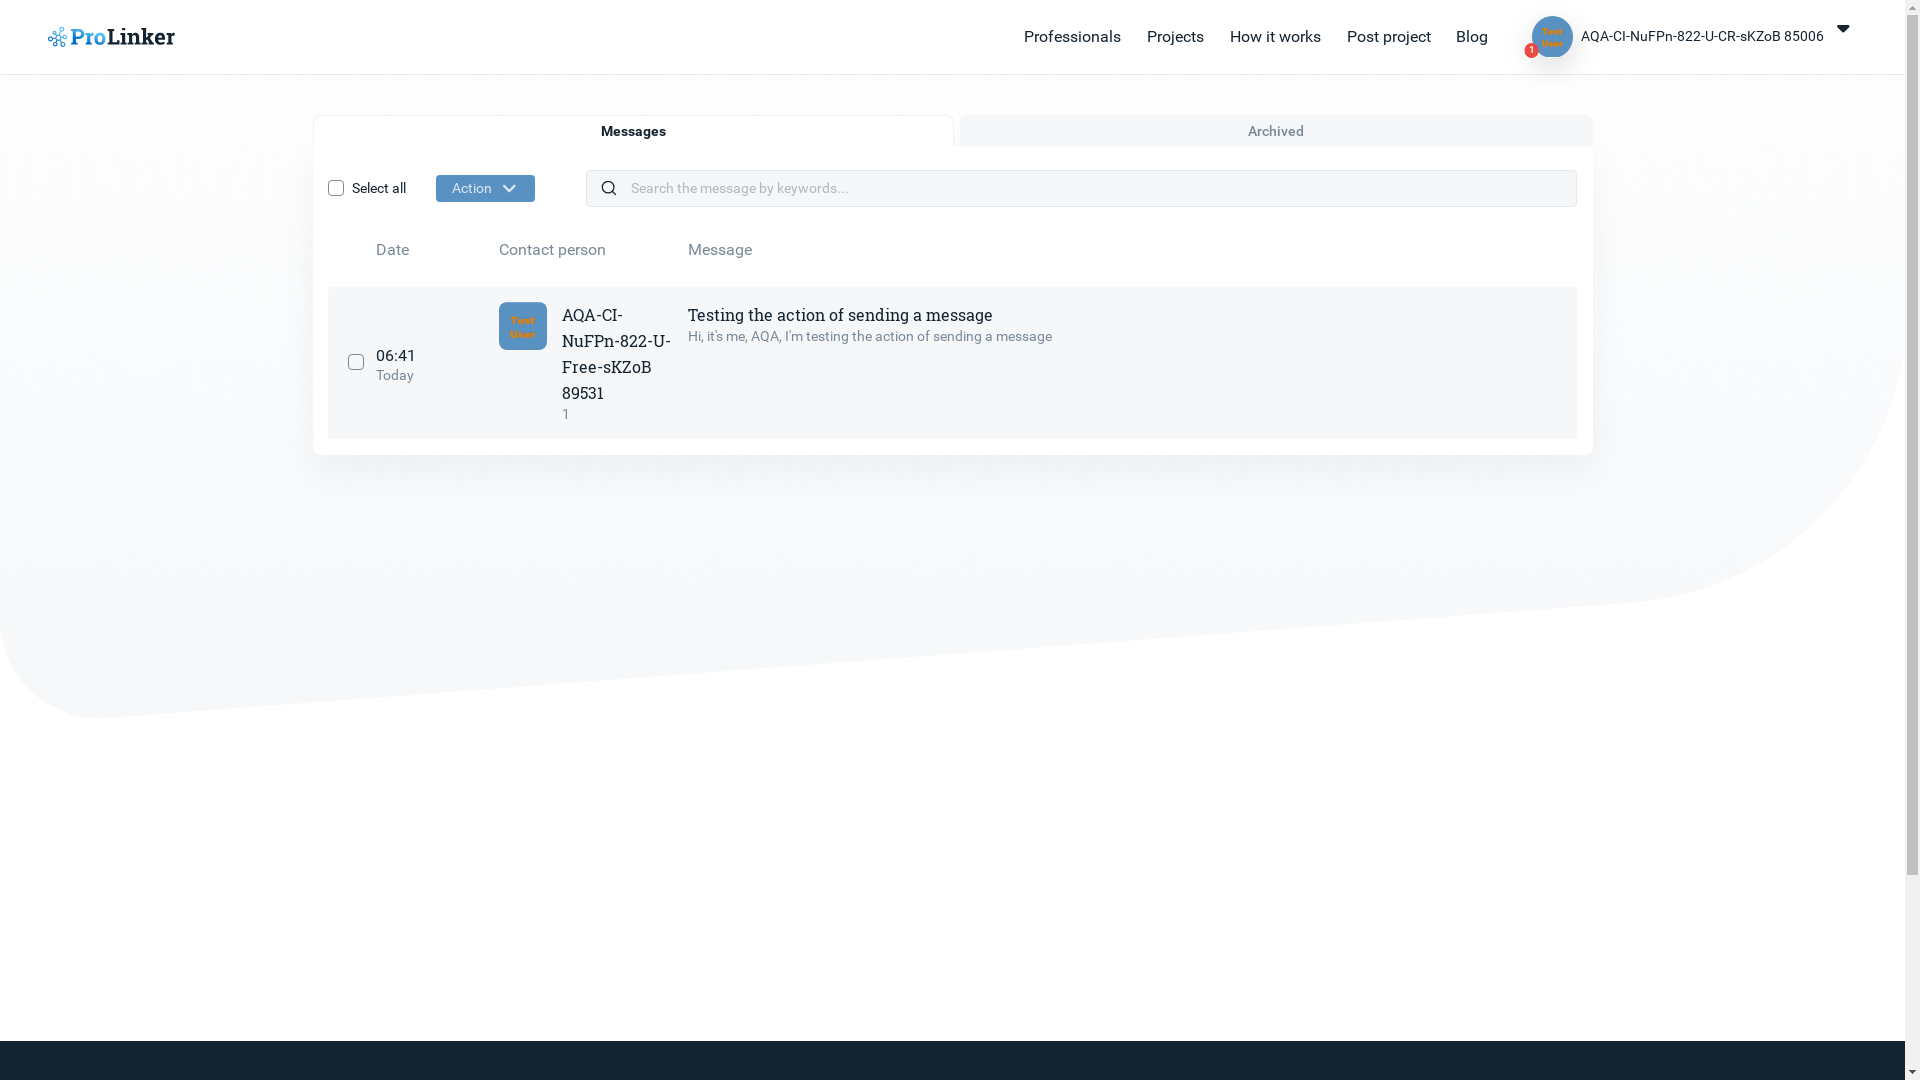 ProLinker
Professionals
Projects
How it works
Post project
Blog
Test
User
1
AQA-CI-NuFPn-822-U-CR-sKZoB 85006
Messages
Archived
Select all
Action
Search the message by keywords...
Date
Contact person
Message
06:41
Today
Test
User
AQA-CI-
NuFPn-822-U-
Free-sKZoB
89531
1
Testing the action of sending a message
Hi, it's me, AQA, I'm testing the action of sending a message